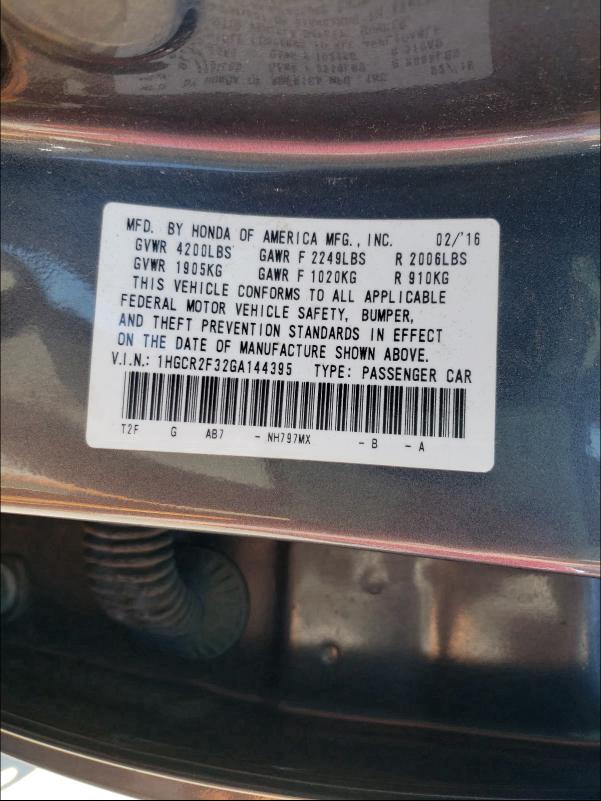 MFD. BY HONDA OF AMERICA MFG., INC. 02/'16
GVWR 4200LBS GAWR F 2249LBS R 2006LBS
GVWR 1905KG GAWR F 1020KG R 910KG
THIS VEHICLE CONFORMS TO ALL APPLICABLE
FEDERAL MOTOR VEHICLE SAFETY, BUMPER,
AND THEFT PREVENTION STANDARDS IN EFFECT
ON THE DATE OF MANUFACTURE SHOWN ABOVE.
V.I.N.: 1HGCR2F32GA144395 TYPE: PASSENGER CAR
T2F G AB7 - NH797MX - B - A